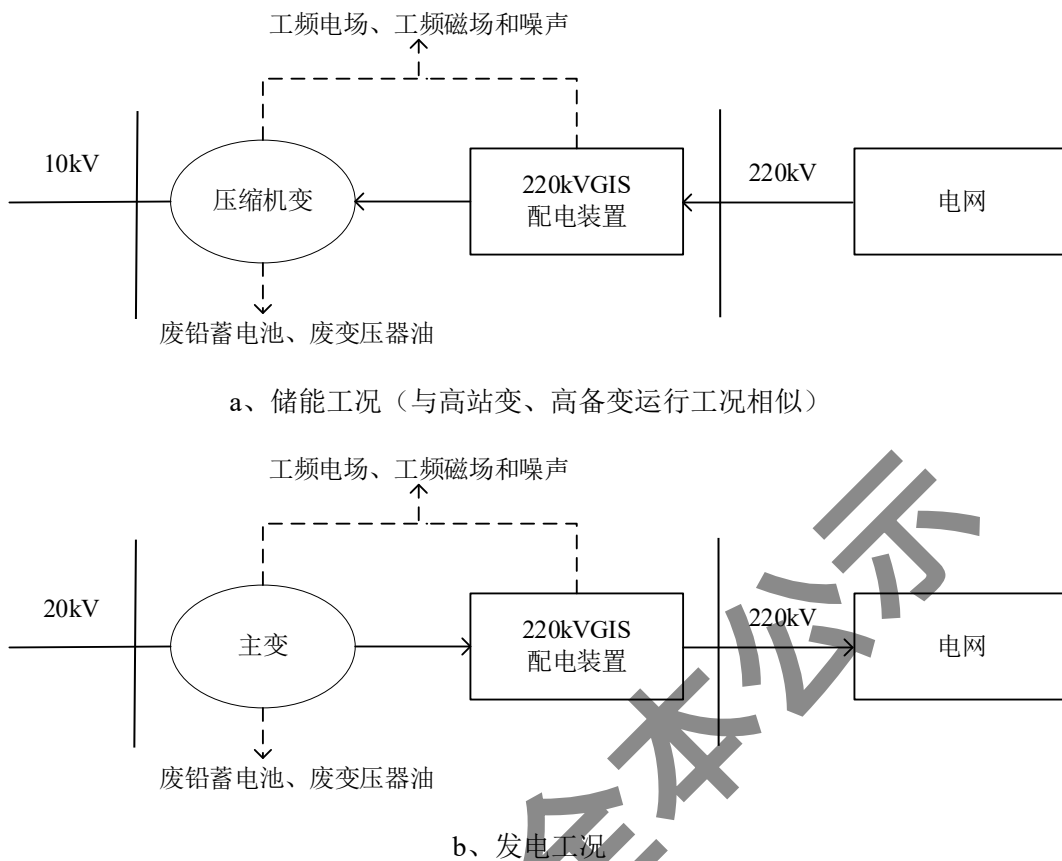 工频电场、工频磁场和噪声
10kV
压缩机变
220kVGIS
配电装置
220kV
电网
废铅蓄电池、废变压器油
a、储能工况（与高站变、高备变运行工况相似）
工频电场、工频磁场和噪声
20kV
主变
220kVGIS
配电装置
220kV
电网
废铅蓄电池、废变压器油
b、发电工况
全本公示